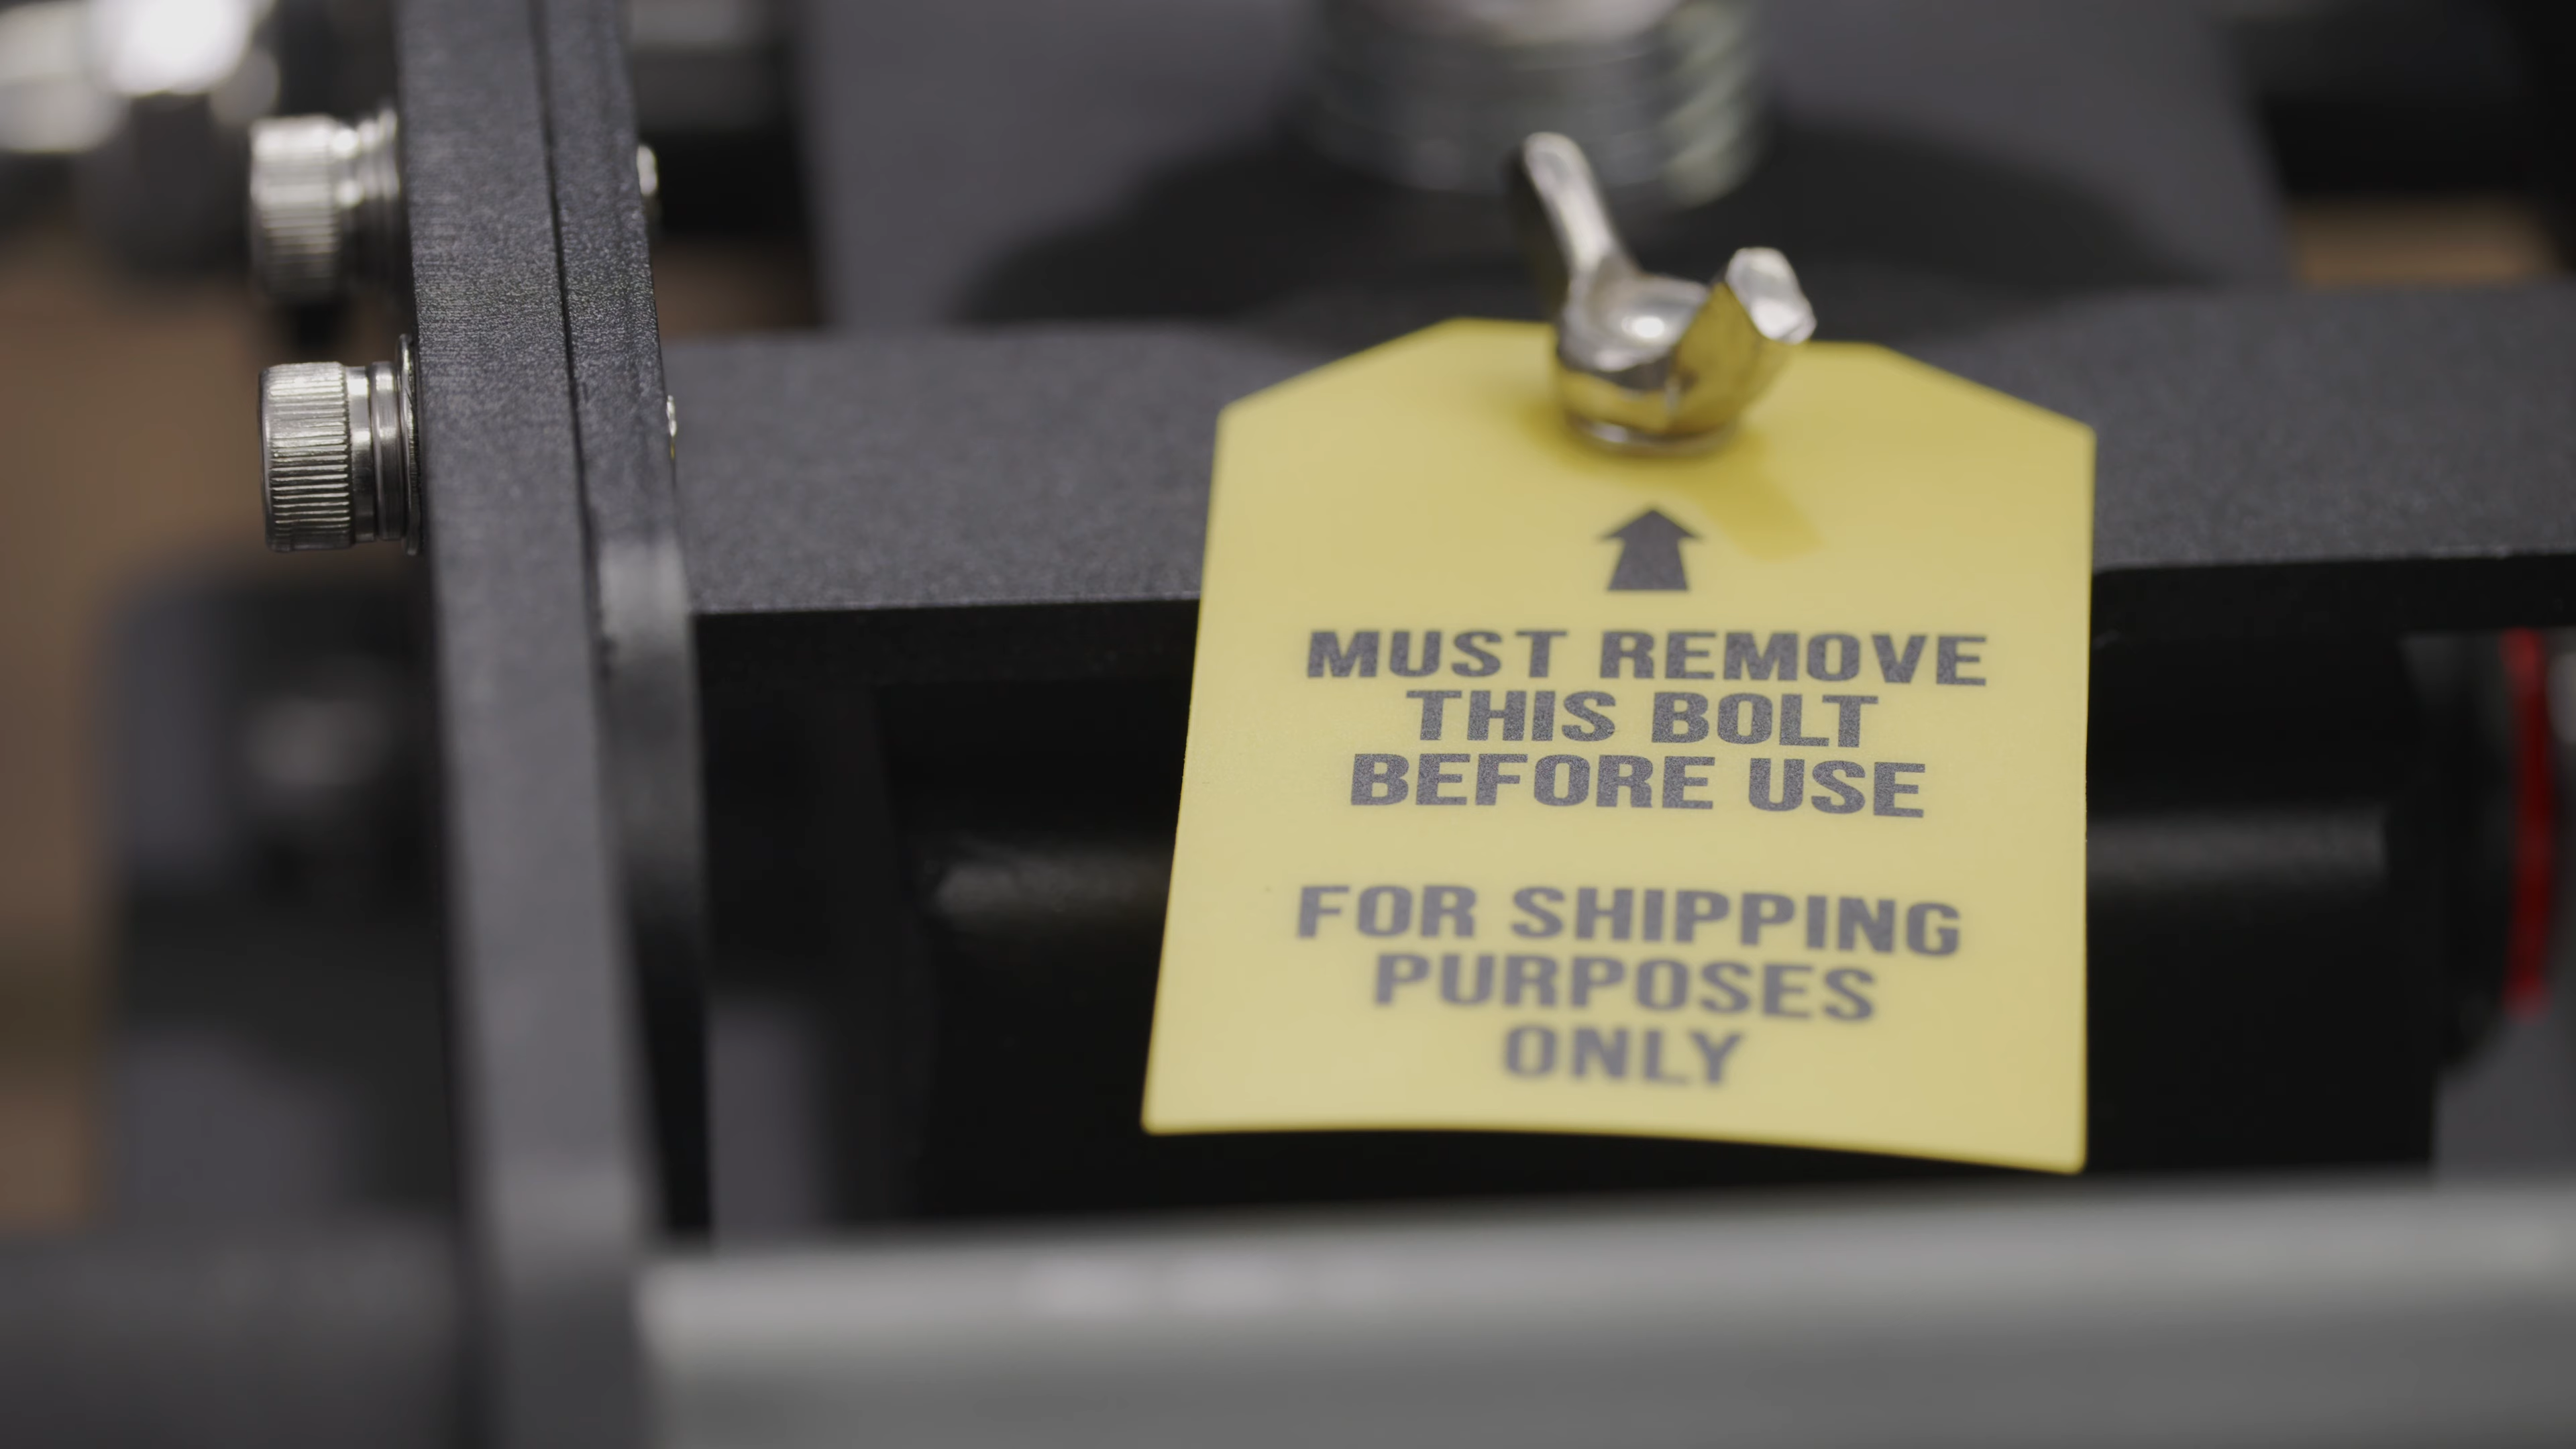 MUST REMOVE
THIS BOLT
BEFORE USE
FOR SHIPPING
PURPOSES
ONLY